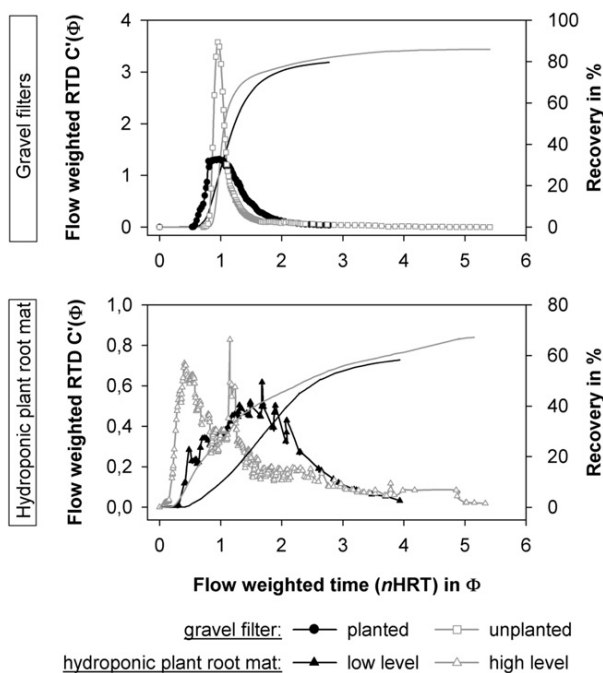 Gravel filters
Flow weighted RTD C'(Φ)
4
3
2
1
0
100
80
60
40
20
0
Recovery in %
0 1 2 3 4 5 6
Hydroponic plant root mat
Flow weighted RTD C'(Φ)
1,0
0,8
0,6
0,4
0,2
0,0
80
60
40
20
0
Recovery in %
0 1 2 3 4 5 6
Flow weighted time (nHRT) in Φ
gravel filter: planted unplanted
hydroponic plant root mat: low level high level